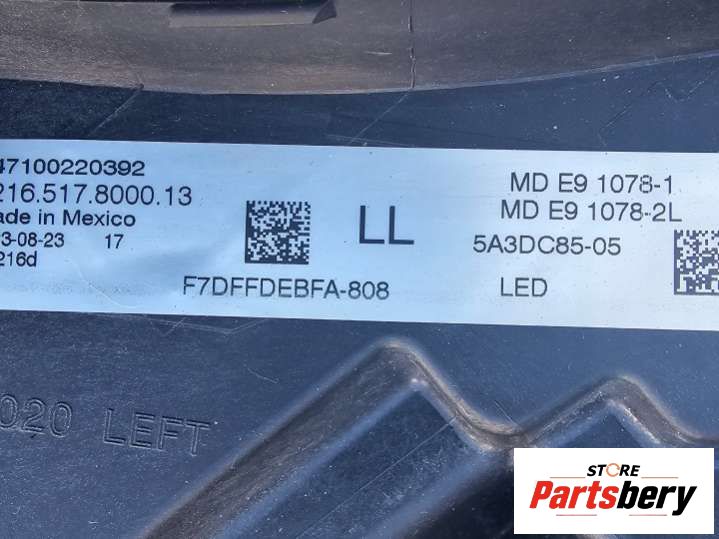 47100220392
216.517.8000.13
ade in Mexico
3-08-23 17
216d
LL
F7DFFDEBFA-808
MD E9 1078-1
MD E9 1078-2L
5A3DC85-05
LED
020 LEFT
STORE
Partsbery